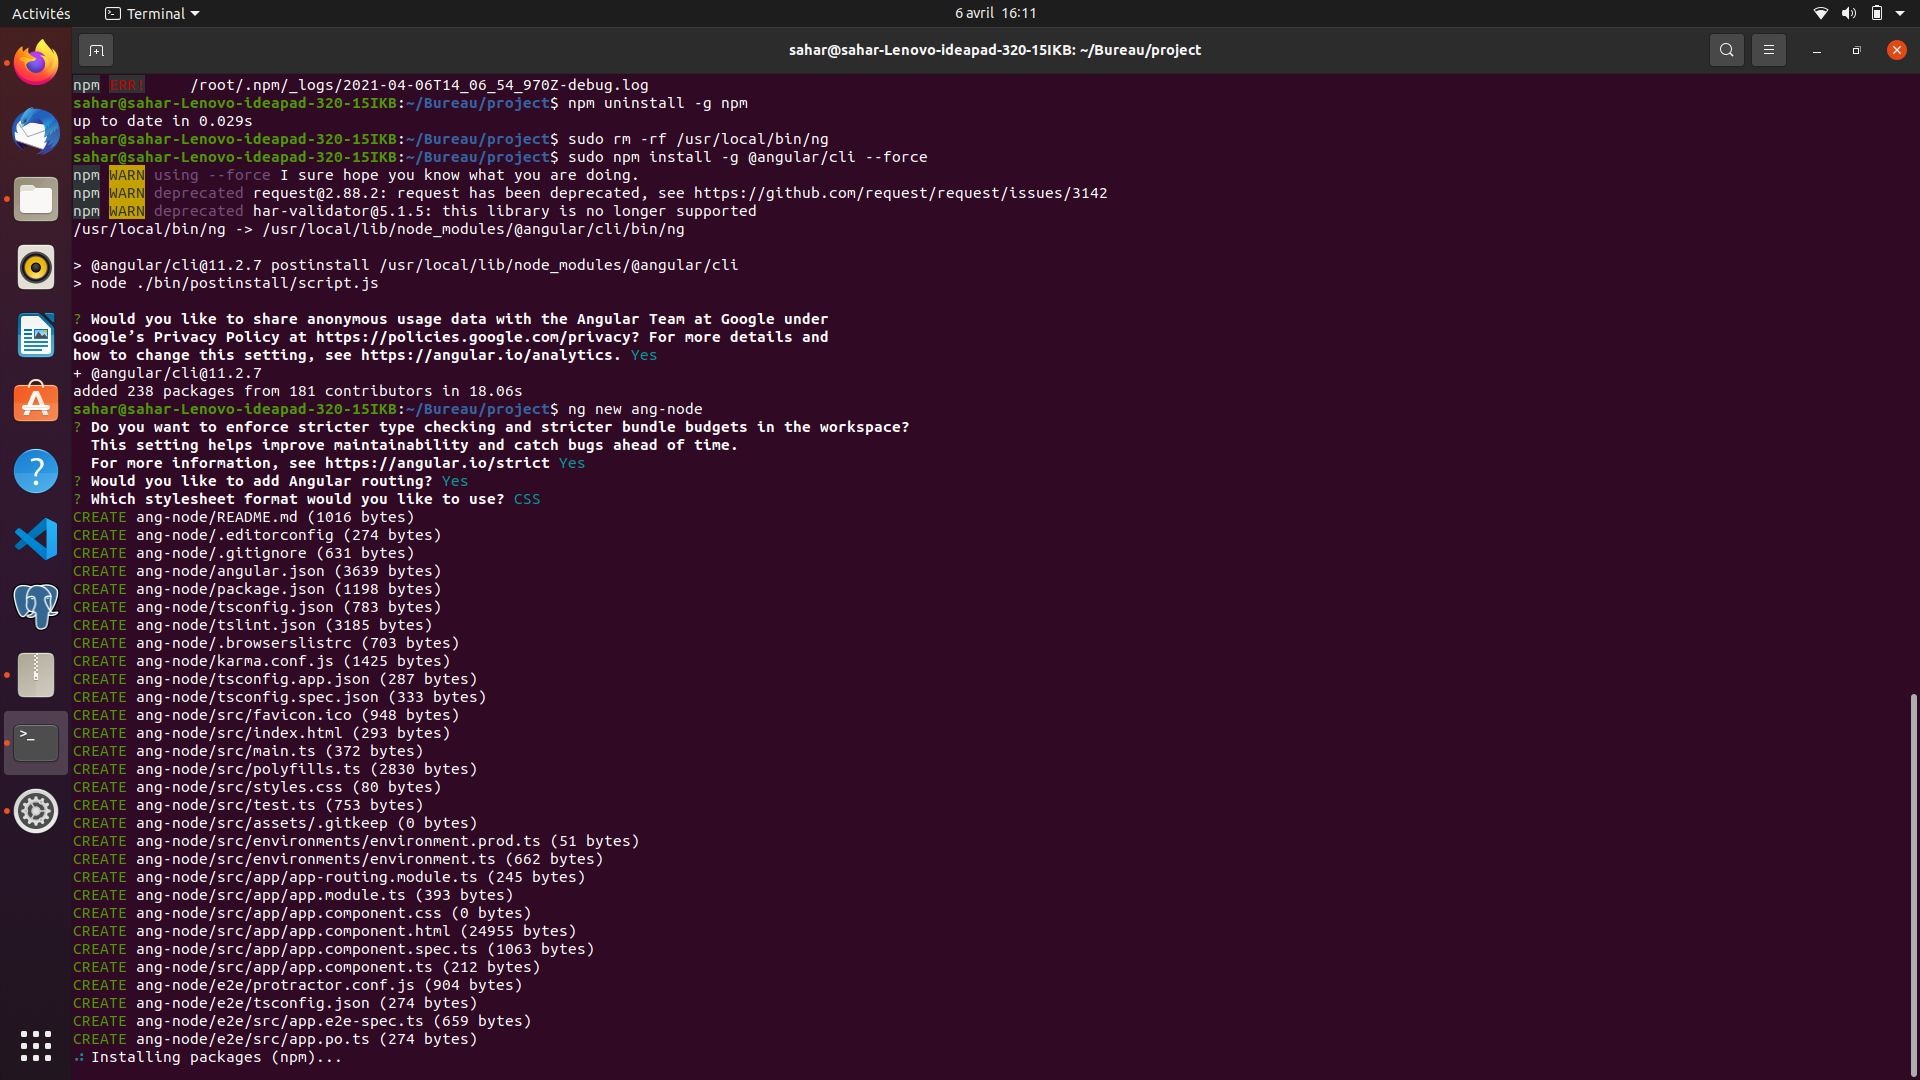 Activités
Terminal
6 avril 16:11
sahar@sahar-Lenovo-ideapad-320-15IKB: ~/Bureau/project
npm ERR!     /root/.npm/_logs/2021-04-06T14_06_54_970Z-debug.log
sahar@sahar-Lenovo-ideapad-320-15IKB:~/Bureau/project$ npm uninstall -g npm
up to date in 0.029s
sahar@sahar-Lenovo-ideapad-320-15IKB:~/Bureau/project$ sudo rm -rf /usr/local/bin/ng
sahar@sahar-Lenovo-ideapad-320-15IKB:~/Bureau/project$ sudo npm install -g @angular/cli --force
npm WARN using --force I sure hope you know what you are doing.
npm WARN deprecated request@2.88.2: request has been deprecated, see https://github.com/request/request/issues/3142
npm WARN deprecated har-validator@5.1.5: this library is no longer supported
/usr/local/bin/ng -> /usr/local/lib/node_modules/@angular/cli/bin/ng
> @angular/cli@11.2.7 postinstall /usr/local/lib/node_modules/@angular/cli
> node ./bin/postinstall/script.js
? Would you like to share anonymous usage data with the Angular Team at Google under
Google’s Privacy Policy at https://policies.google.com/privacy? For more details and
how to change this setting, see https://angular.io/analytics. Yes
+ @angular/cli@11.2.7
added 238 packages from 181 contributors in 18.06s
sahar@sahar-Lenovo-ideapad-320-15IKB:~/Bureau/project$ ng new ang-node
? Do you want to enforce stricter type checking and stricter bundle budgets in the workspace?
  This setting helps improve maintainability and catch bugs ahead of time.
  For more information, see https://angular.io/strict Yes
? Would you like to add Angular routing? Yes
? Which stylesheet format would you like to use? CSS
CREATE ang-node/README.md (1016 bytes)
CREATE ang-node/.editorconfig (274 bytes)
CREATE ang-node/.gitignore (631 bytes)
CREATE ang-node/angular.json (3639 bytes)
CREATE ang-node/package.json (1198 bytes)
CREATE ang-node/tsconfig.json (783 bytes)
CREATE ang-node/tslint.json (3185 bytes)
CREATE ang-node/.browserslistrc (703 bytes)
CREATE ang-node/karma.conf.js (1425 bytes)
CREATE ang-node/tsconfig.app.json (287 bytes)
CREATE ang-node/tsconfig.spec.json (333 bytes)
CREATE ang-node/src/favicon.ico (948 bytes)
CREATE ang-node/src/index.html (293 bytes)
CREATE ang-node/src/main.ts (372 bytes)
CREATE ang-node/src/polyfills.ts (2830 bytes)
CREATE ang-node/src/styles.css (80 bytes)
CREATE ang-node/src/test.ts (753 bytes)
CREATE ang-node/src/assets/.gitkeep (0 bytes)
CREATE ang-node/src/environments/environment.prod.ts (51 bytes)
CREATE ang-node/src/environments/environment.ts (662 bytes)
CREATE ang-node/src/app/app-routing.module.ts (245 bytes)
CREATE ang-node/src/app/app.module.ts (393 bytes)
CREATE ang-node/src/app/app.component.css (0 bytes)
CREATE ang-node/src/app/app.component.html (24955 bytes)
CREATE ang-node/src/app/app.component.spec.ts (1063 bytes)
CREATE ang-node/src/app/app.component.ts (212 bytes)
CREATE ang-node/e2e/protractor.conf.js (904 bytes)
CREATE ang-node/e2e/tsconfig.json (274 bytes)
CREATE ang-node/e2e/src/app.e2e-spec.ts (659 bytes)
CREATE ang-node/e2e/src/app.po.ts (274 bytes)
Installing packages (npm)...